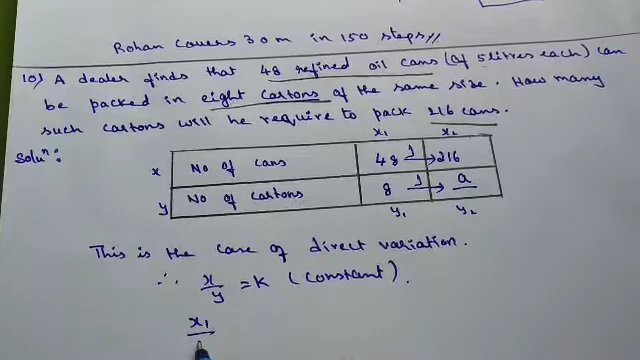 Rohan covers 30 m in 150 steps//
10) A dealer finds that 48 refined oil cans (of 5 litres each) can
be packed in eight cartons of the same size. How many
such cartons will he require to pack 216 cans.
Soluⁿ:
x₁ x₂
x No of cans 48 ↓ → 216
y No of cartons 8 ↓ → a
y₁ y₂
This is the case of direct variation.
∴ x/y = K (constant).
x₁